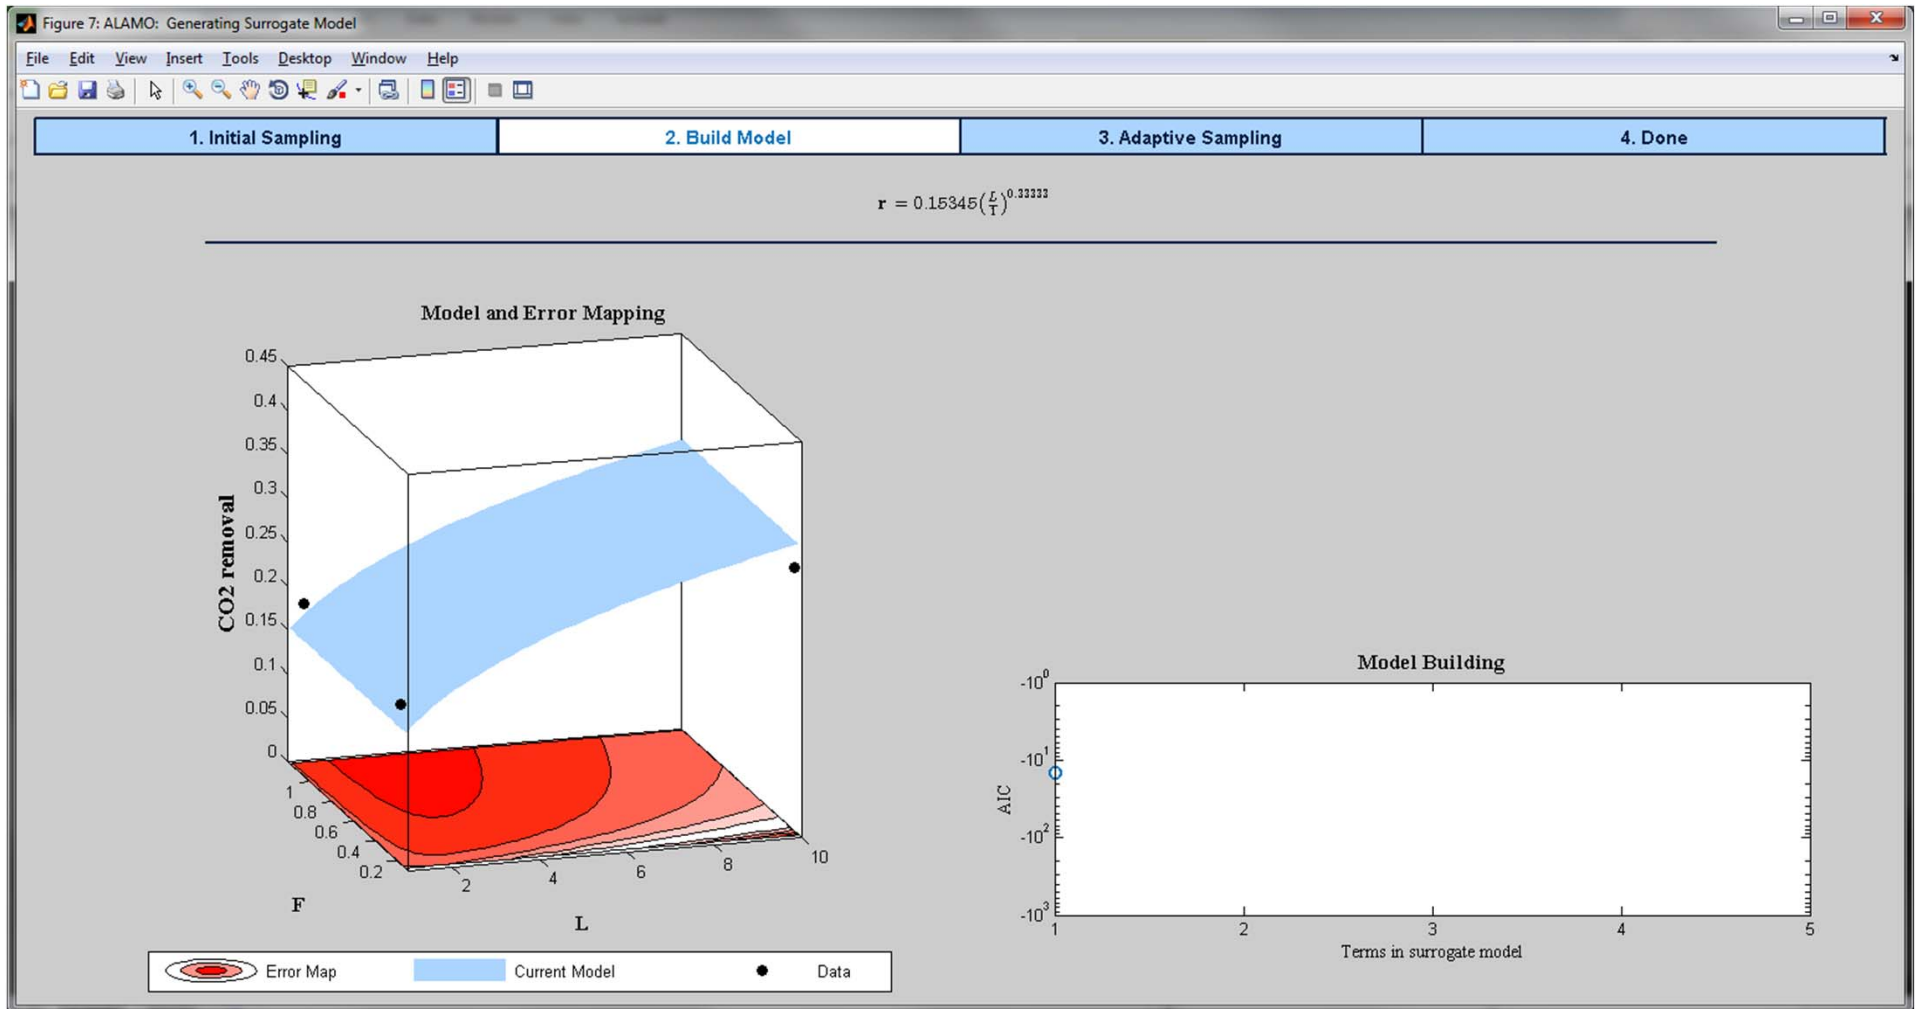 Figure 7: ALAMO: Generating Surrogate Model
File Edit View Insert Tools Desktop Window Help
1. Initial Sampling
2. Build Model
3. Adaptive Sampling
4. Done
r = 0.15345(L/1)^0.33333
Model and Error Mapping
0.45
0.4
0.35
0.3
0.25
0.2
0.15
0.1
0.05
0
CO2 removal
1
0.8
0.6
0.4
0.2
F
2
4
6
8
10
L
Error Map
Current Model
Data
Model Building
-10^0
-10^1
-10^2
-10^3
AIC
1 2 3 4 5
Terms in surrogate model